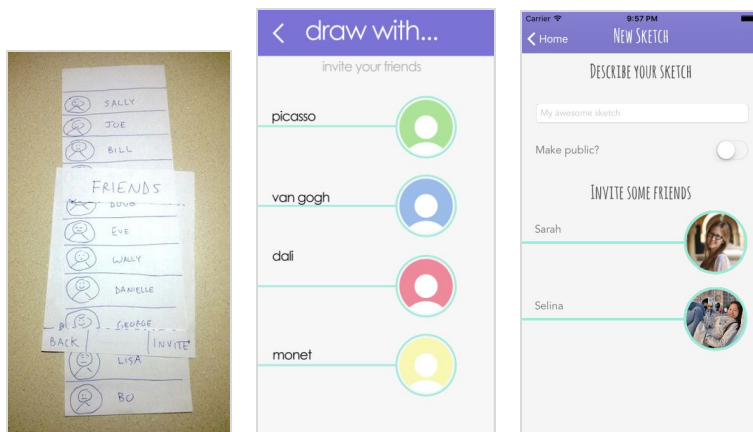 SALLY
JOE
BILL
FRIENDS
DOUG
EVE
WALLY
DANIELLE
GEORGE
BACK
INVITE
LISA
BO
draw with...
invite your friends
picasso
van gogh
dalí
monet
Carrier
9:57 PM
Home
New Sketch
Describe your sketch
My awesome sketch
Make public?
Invite some friends
Sarah
Selina